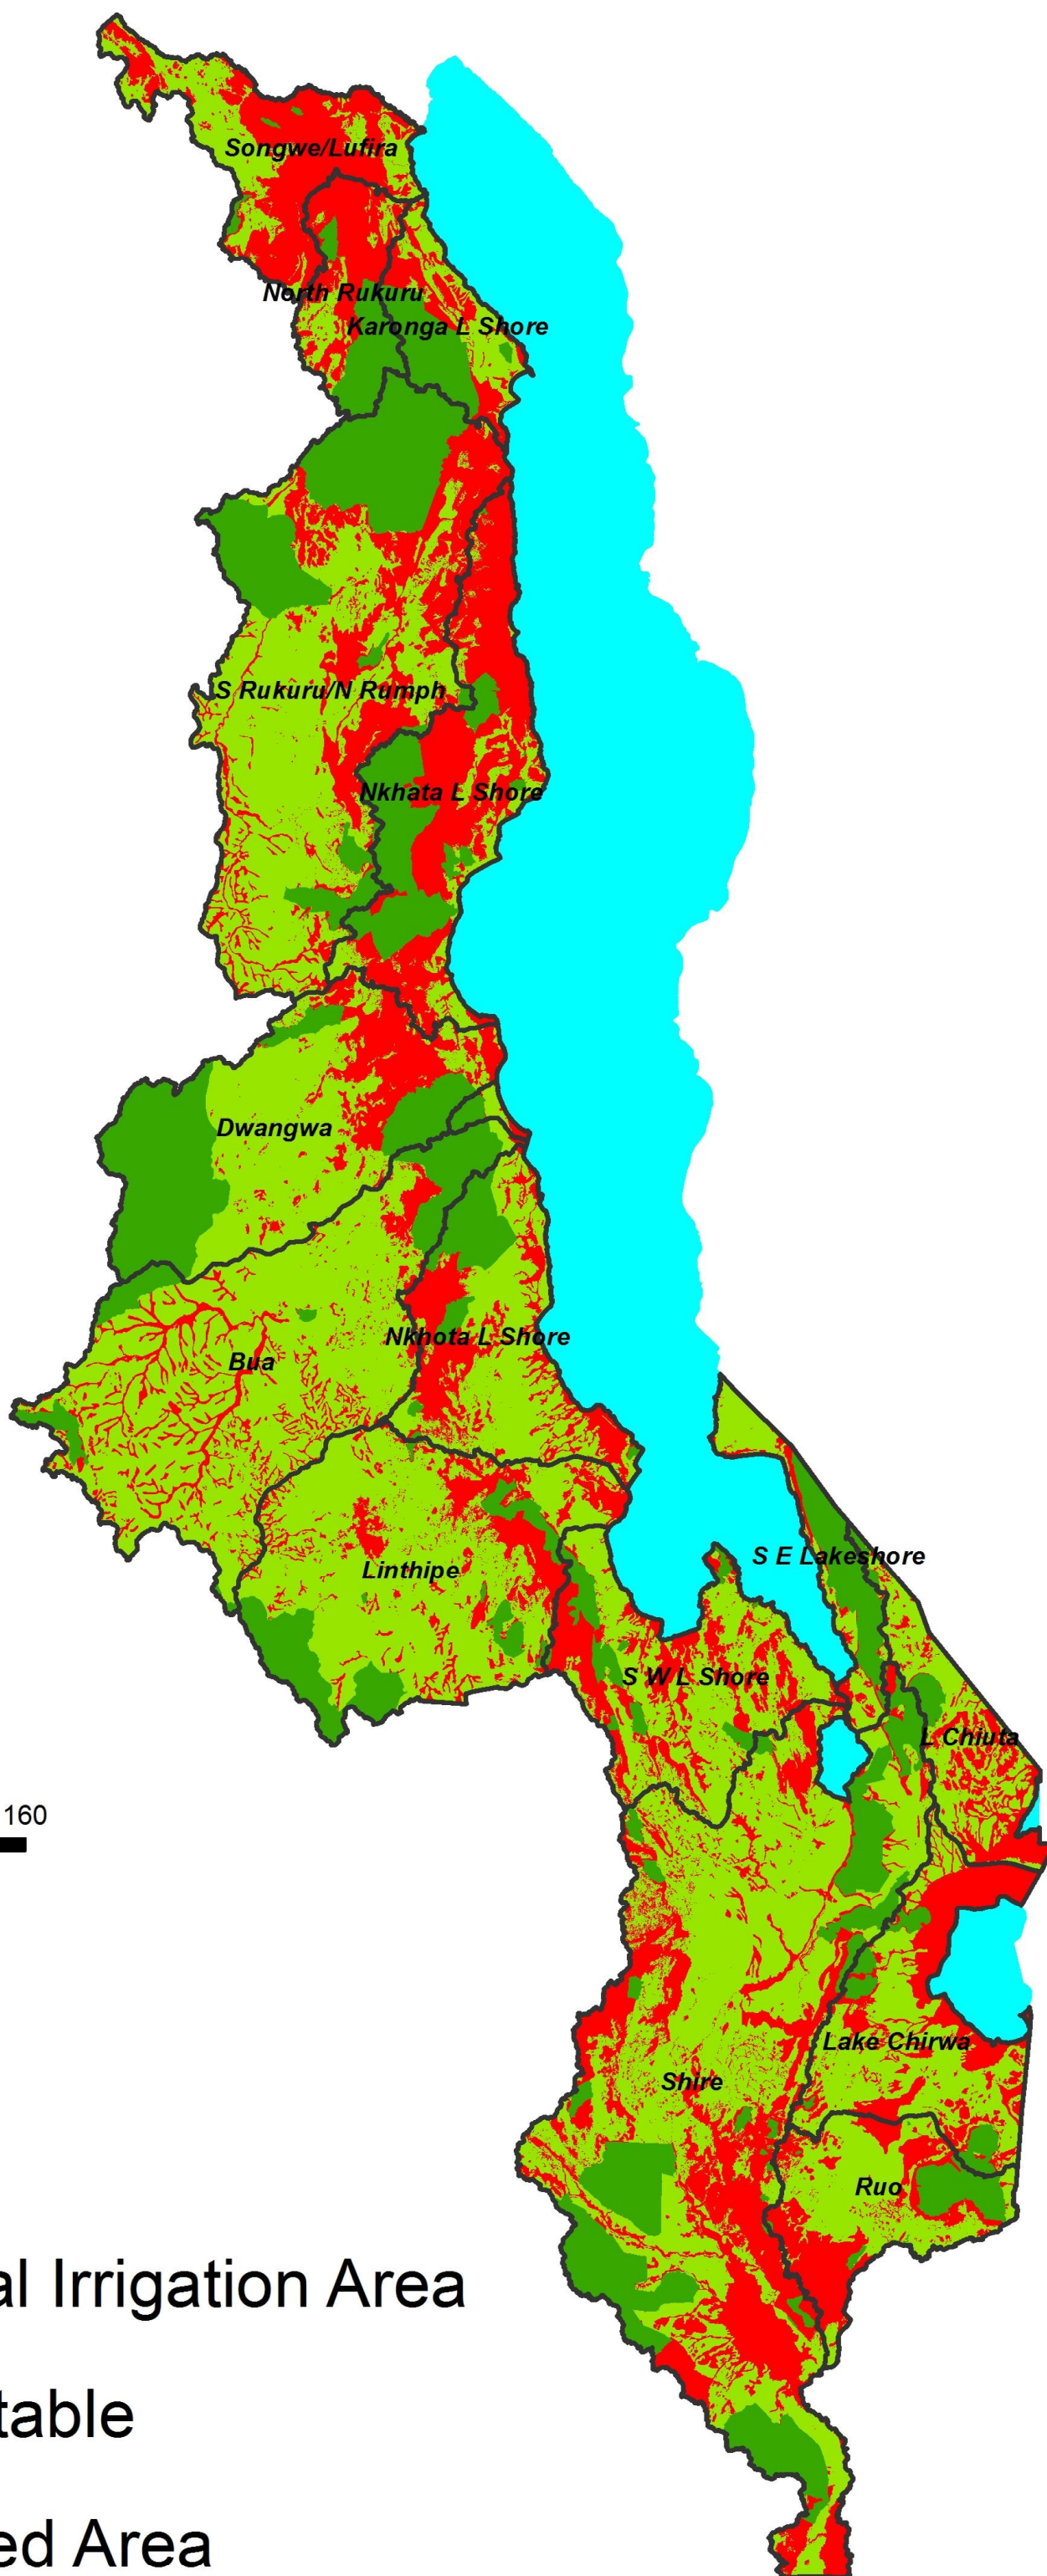 Songwe/Lufira
North Rukuru
Karonga L Shore
S Rukuru/N Rumph
Nkhata L Shore
Dwangwa
Nkhota L Shore
Bua
S E Lakeshore
Linthipe
S W L Shore
L Chiuta
160
Lake Chirwa
Shire
Ruo
al Irrigation Area
table
ed Area